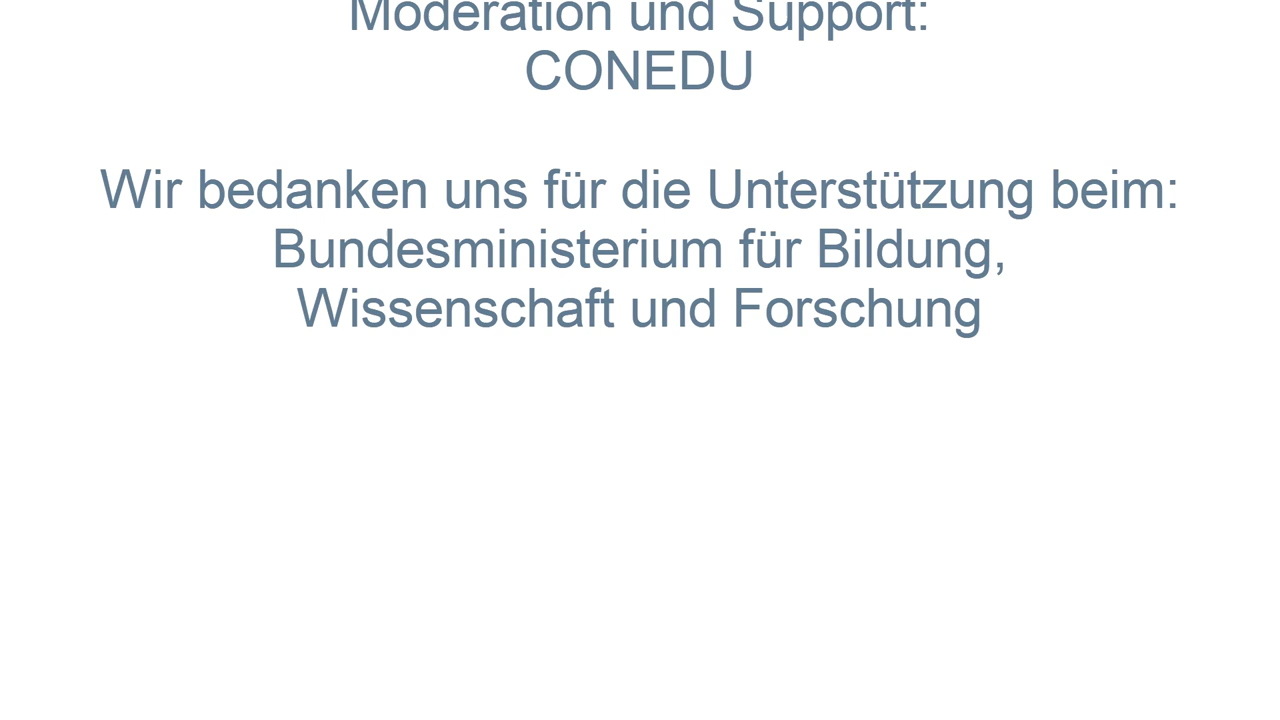 Moderation und Support:
CONEDU
Wir bedanken uns für die Unterstützung beim:
Bundesministerium für Bildung,
Wissenschaft und Forschung